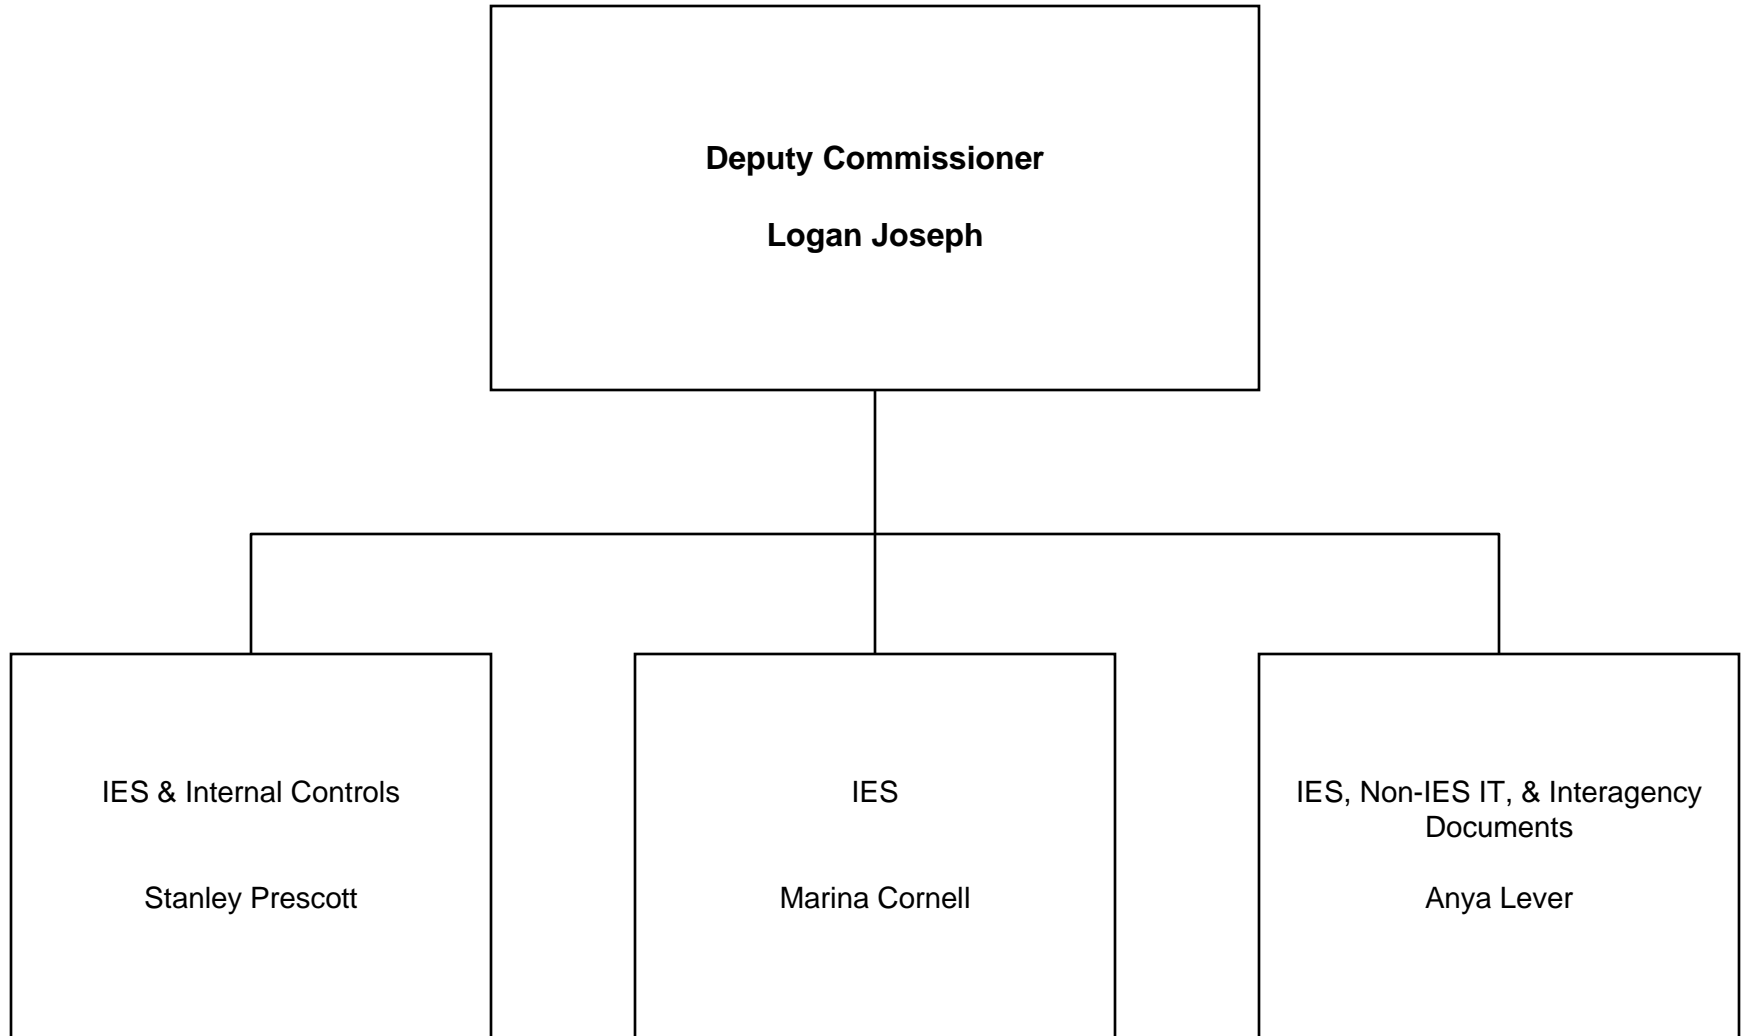 Deputy Commissioner
Logan Joseph
IES & Internal Controls
Stanley Prescott
IES
Marina Cornell
IES, Non-IES IT, & Interagency
Documents
Anya Lever